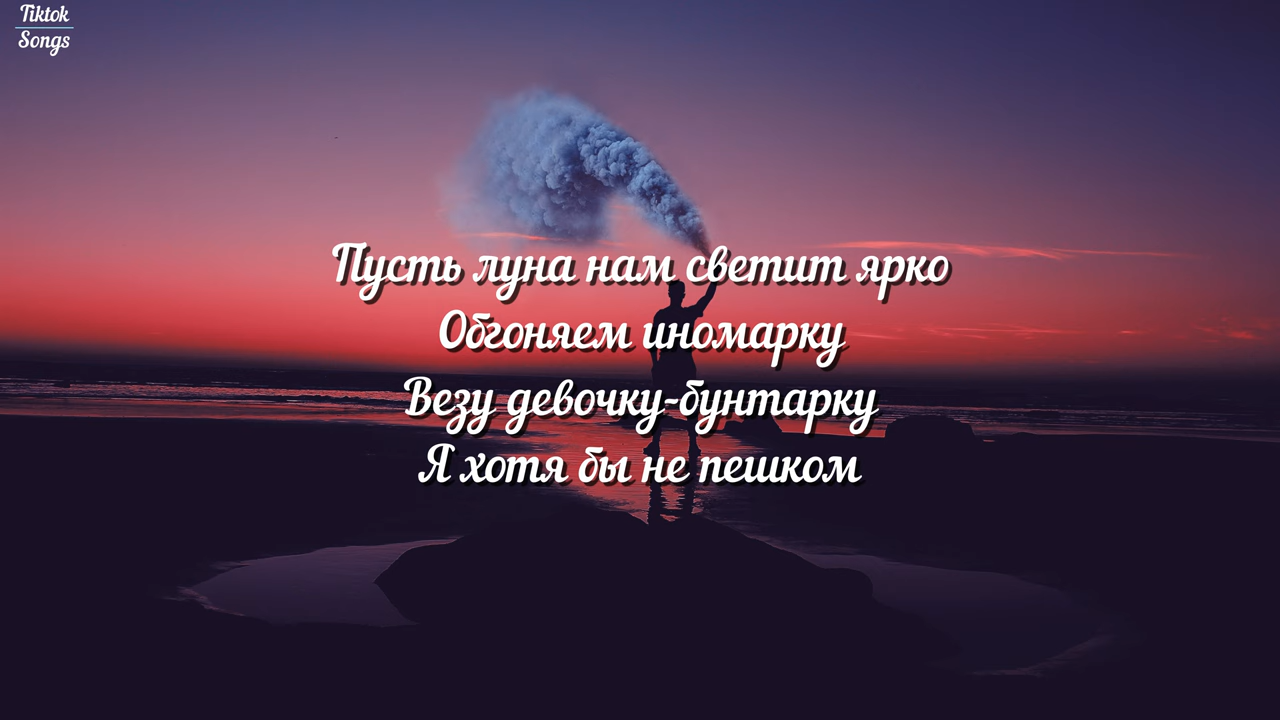 Tiktok
Songs
Пусть луна нам светит ярко
Обгоняем иномарку
Везу девочку-бунтарку
Я хотя бы не пешком